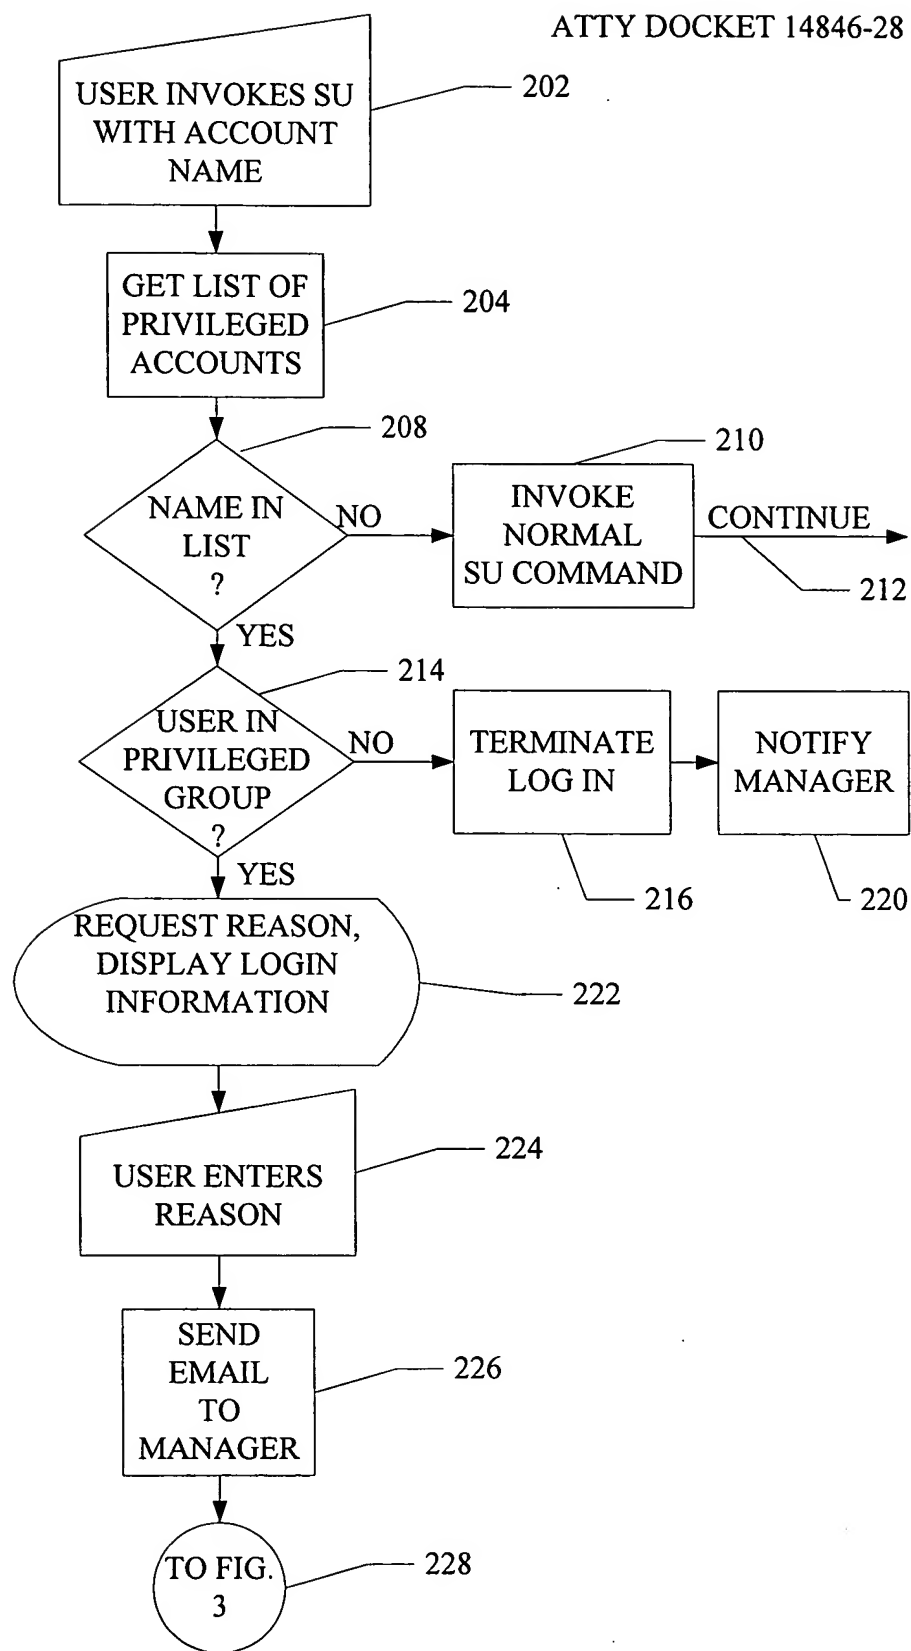 ATTY DOCKET 14846-28
USER INVOKES SU
WITH ACCOUNT
NAME
202
GET LIST OF
PRIVILEGED
ACCOUNTS
204
208
NAME IN
LIST
?
NO
210
INVOKE
NORMAL
SU COMMAND
CONTINUE
212
YES
214
USER IN
PRIVILEGED
GROUP
?
NO
TERMINATE
LOG IN
216
NOTIFY
MANAGER
220
YES
REQUEST REASON,
DISPLAY LOGIN
INFORMATION
222
USER ENTERS
REASON
224
SEND
EMAIL
TO
MANAGER
226
TO FIG.
3
228